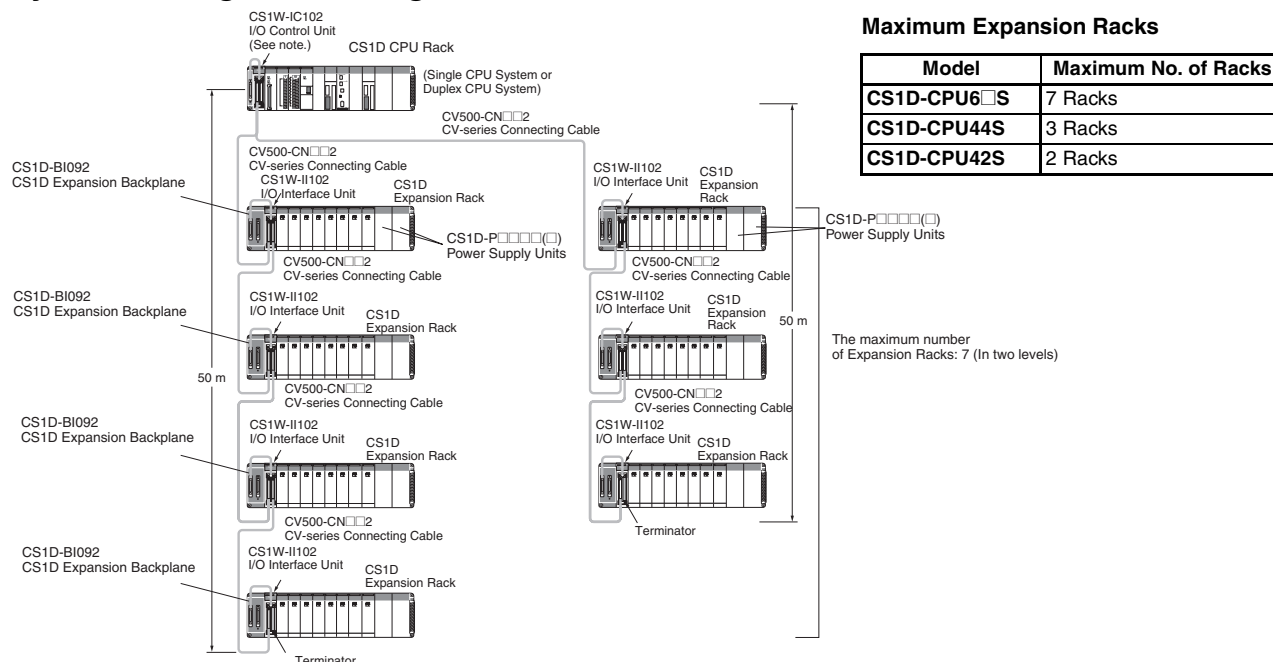 CS1W-IC102
I/O Control Unit
(See note.)
CS1D CPU Rack
(Single CPU System or
Duplex CPU System)
CV500-CN□□2
CV-series Connecting Cable
CV500-CN□□2
CV-series Connecting Cable
CS1D-BI092
CS1D Expansion Backplane
CS1W-II102
I/O Interface Unit
CS1D
Expansion Rack
CS1D-P□□□□(□)
Power Supply Units
CV500-CN□□2
CV-series Connecting Cable
CS1D-BI092
CS1D Expansion Backplane
CS1W-II102
I/O Interface Unit
CS1D
Expansion Rack
50 m
CV500-CN□□2
CV-series Connecting Cable
CS1D-BI092
CS1D Expansion Backplane
CS1W-II102
I/O Interface Unit
CS1D
Expansion Rack
CV500-CN□□2
CV-series Connecting Cable
CS1D-BI092
CS1D Expansion Backplane
CS1W-II102
I/O Interface Unit
CS1D
Expansion Rack
Terminator
CS1W-II102
I/O Interface Unit
CS1D
Expansion
Rack
CS1D-P□□□□(□)
Power Supply Units
CV500-CN□□2
CV-series Connecting Cable
CS1W-II102
I/O Interface Unit
CS1D
Expansion
Rack
50 m
CV500-CN□□2
CV-series Connecting Cable
CS1W-II102
I/O Interface Unit
CS1D
Expansion Rack
Terminator
The maximum number
of Expansion Racks: 7 (In two levels)
Maximum Expansion Racks
Model Maximum No. of Racks
CS1D-CPU6□S 7 Racks
CS1D-CPU44S 3 Racks
CS1D-CPU42S 2 Racks